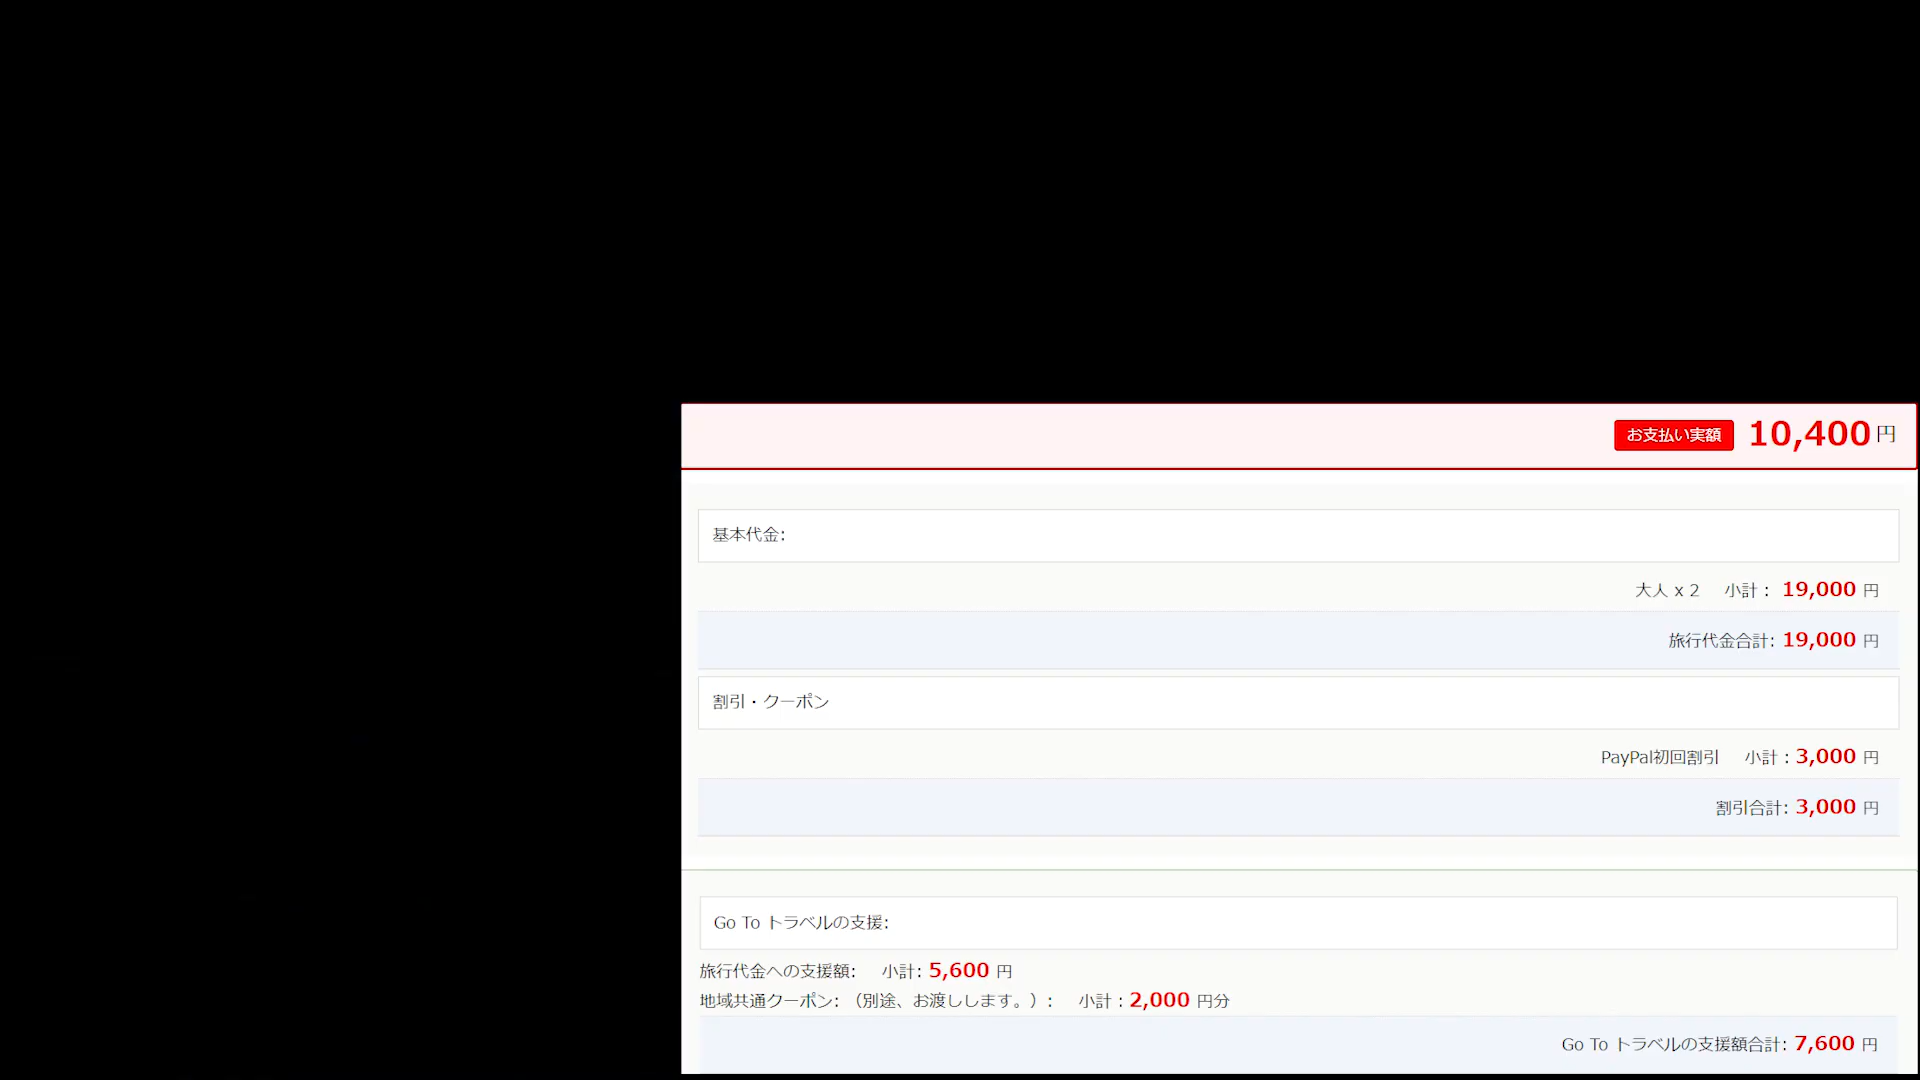 お支払い実額 10,400 円
基本代金:
大人 x 2 小計： 19,000 円
旅行代金合計: 19,000 円
割引・クーポン
PayPal初回割引 小計：3,000 円
割引合計: 3,000 円
Go To トラベルの支援:
旅行代金への支援額: 小計: 5,600 円
地域共通クーポン: （別途、お渡しします。）: 小計：2,000 円分
Go To トラベルの支援額合計: 7,600 円